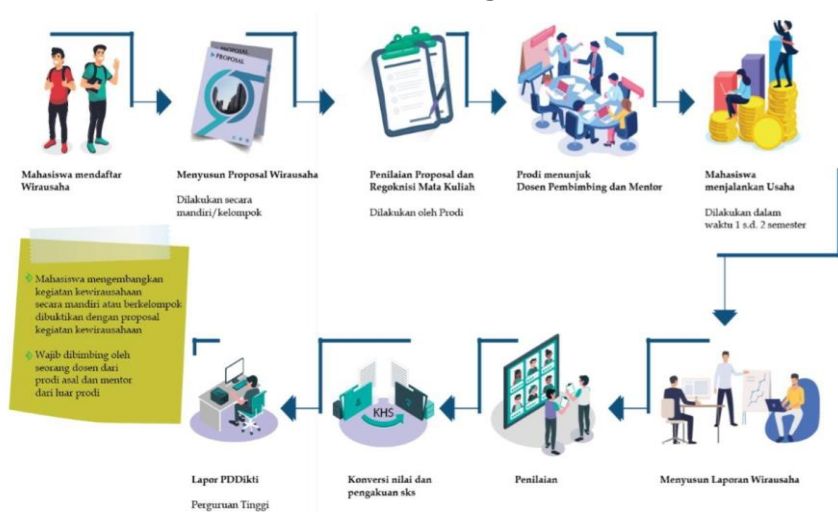 PROPOSAL
PROPOSAL
Mahasiswa mendaftar
Wirausaha
Menyusun Proposal Wirausaha
Dilakukan secara
mandiri/kelompok
Penilaian Proposal dan
Regoknisi Mata Kuliah
Dilakukan oleh Prodi
Prodi menunjuk
Dosen Pembimbing dan Mentor
Mahasiswa
menjalankan Usaha
Dilakukan dalam
waktu 1 s.d. 2 semester
Mahasiswa mengembangkan
kegiatan kewirausahaan
secara mandiri atau berkelompok
dibuktikan dengan proposal
kegiatan kewirausahaan
Wajib dibimbing oleh
seorang dosen dari
prodi asal dan mentor
dari luar prodi
KHS
Lapor PDDikti
Perguruan Tinggi
Konversi nilai dan
pengakuan sks
Penilaian
Menyusun Laporan Wirausaha